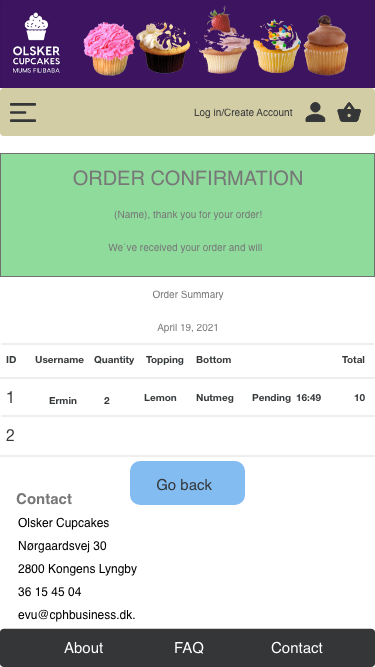 OLSKER
CUPCAKES
MUMS FILIBABA
Log in/Create Account
ORDER CONFIRMATION
(Name), thank you for your order!
We´ve received your order and will
Order Summary
April 19, 2021
ID Username Quantity Topping Bottom Total
1 Ermin 2 Lemon Nutmeg Pending 16:49 10
2
Go back
Contact
Olsker Cupcakes
Nørgaardsvej 30
2800 Kongens Lyngby
36 15 45 04
evu@cphbusiness.dk.
About FAQ Contact